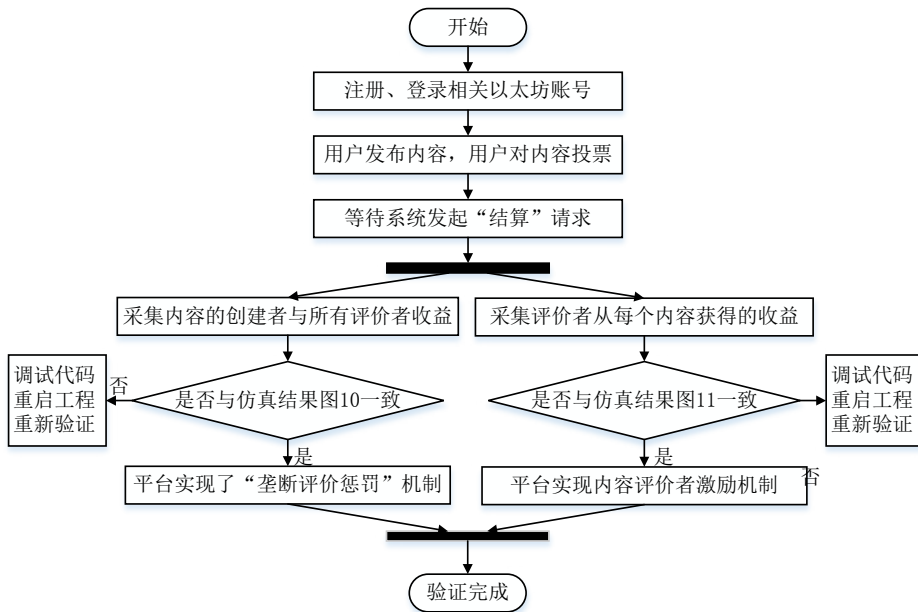 开始
注册、登录相关以太坊账号
用户发布内容，用户对内容投票
等待系统发起“结算”请求
采集内容的创建者与所有评价者收益
采集评价者从每个内容获得的收益
调试代码
重启工程
重新验证
否
是否与仿真结果图10一致
是否与仿真结果图11一致
调试代码
重启工程
重新验证
是
是
平台实现了“垄断评价惩罚”机制
平台实现内容评价者激励机制
否
验证完成